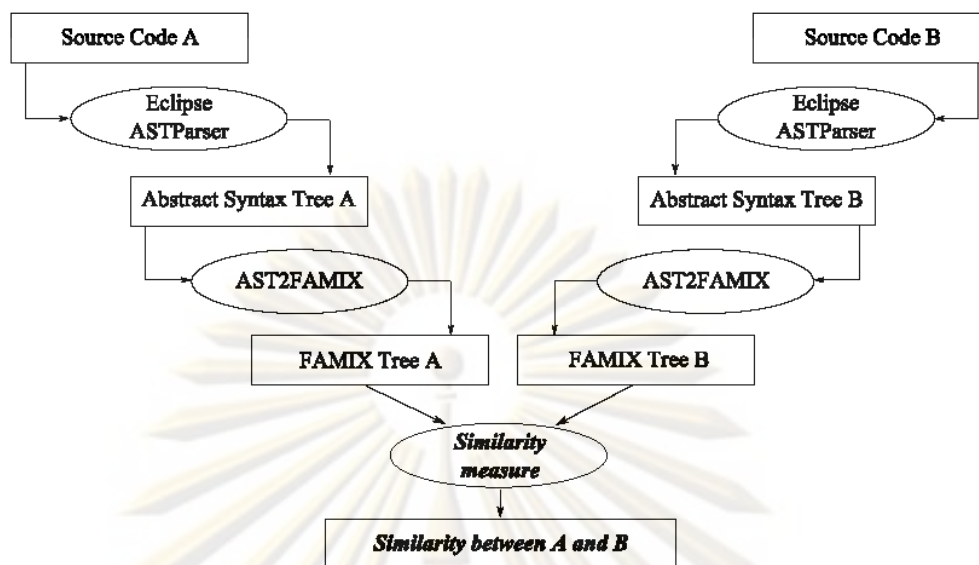 Source Code A
Source Code B
Eclipse
ASTParser
Eclipse
ASTParser
Abstract Syntax Tree A
Abstract Syntax Tree B
AST2FAMIX
AST2FAMIX
FAMIX Tree A
FAMIX Tree B
Similarity
measure
Similarity between A and B